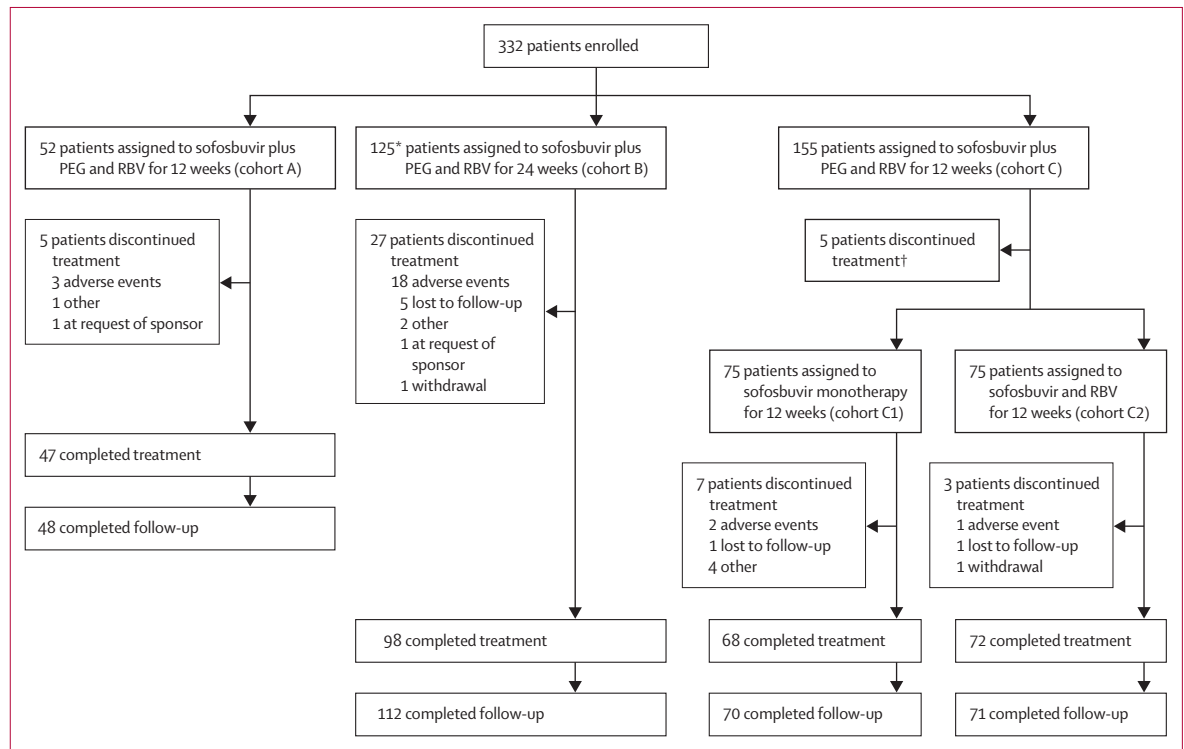 332 patients enrolled
52 patients assigned to sofosbuvir plus
PEG and RBV for 12 weeks (cohort A)
125* patients assigned to sofosbuvir plus
PEG and RBV for 24 weeks (cohort B)
155 patients assigned to sofosbuvir plus
PEG and RBV for 12 weeks (cohort C)
5 patients discontinued
treatment
3 adverse events
1 other
1 at request of sponsor
27 patients discontinued
treatment
18 adverse events
5 lost to follow-up
2 other
1 at request of
sponsor
1 withdrawal
5 patients discontinued
treatment†
75 patients assigned to
sofosbuvir monotherapy
for 12 weeks (cohort C1)
75 patients assigned to
sofosbuvir and RBV
for 12 weeks (cohort C2)
47 completed treatment
48 completed follow-up
7 patients discontinued
treatment
2 adverse events
1 lost to follow-up
4 other
3 patients discontinued
treatment
1 adverse event
1 lost to follow-up
1 withdrawal
98 completed treatment
68 completed treatment
72 completed treatment
112 completed follow-up
70 completed follow-up
71 completed follow-up